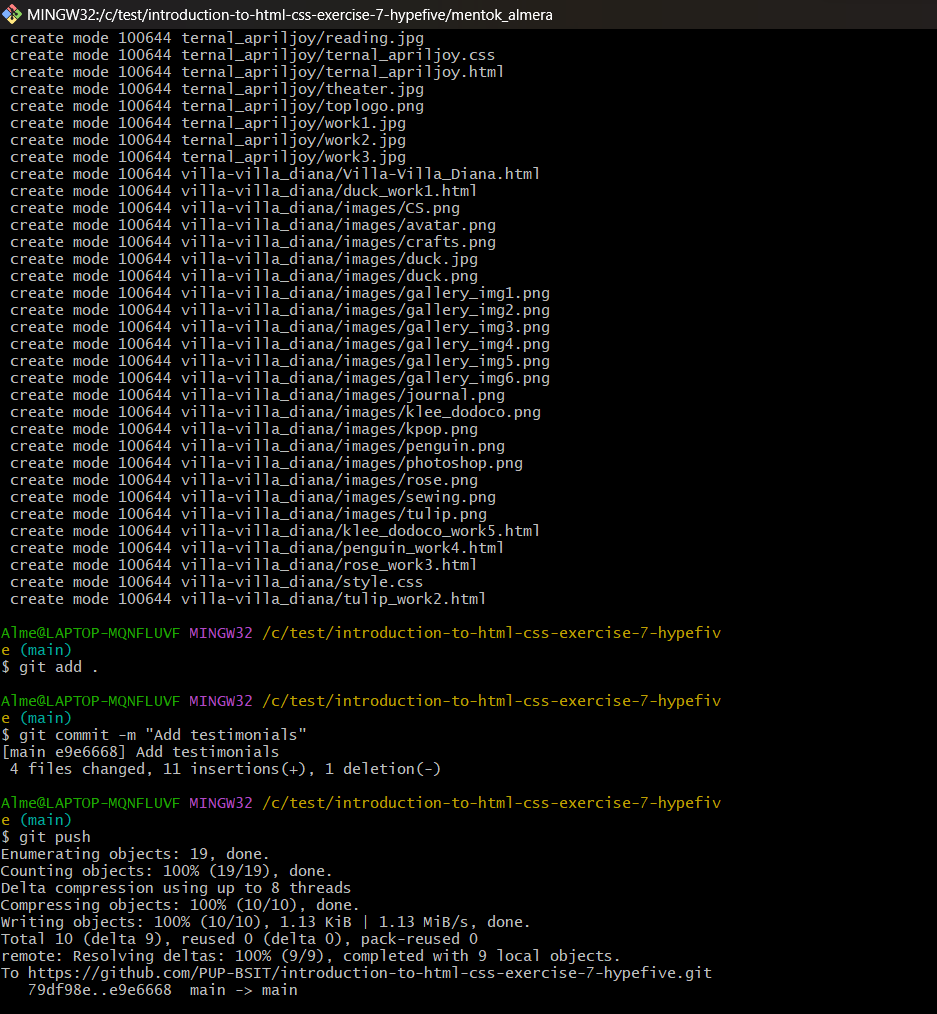 MINGW32:/c/test/introduction-to-html-css-exercise-7-hypefive/mentok_almera
create mode 100644 ternal_apriljoy/reading.jpg
create mode 100644 ternal_apriljoy/ternal_apriljoy.css
create mode 100644 ternal_apriljoy/ternal_apriljoy.html
create mode 100644 ternal_apriljoy/theater.jpg
create mode 100644 ternal_apriljoy/toplogo.png
create mode 100644 ternal_apriljoy/work1.jpg
create mode 100644 ternal_apriljoy/work2.jpg
create mode 100644 ternal_apriljoy/work3.jpg
create mode 100644 villa-villa_diana/Villa-Villa_Diana.html
create mode 100644 villa-villa_diana/duck_work1.html
create mode 100644 villa-villa_diana/images/CS.png
create mode 100644 villa-villa_diana/images/avatar.png
create mode 100644 villa-villa_diana/images/crafts.png
create mode 100644 villa-villa_diana/images/duck.jpg
create mode 100644 villa-villa_diana/images/duck.png
create mode 100644 villa-villa_diana/images/gallery_img1.png
create mode 100644 villa-villa_diana/images/gallery_img2.png
create mode 100644 villa-villa_diana/images/gallery_img3.png
create mode 100644 villa-villa_diana/images/gallery_img4.png
create mode 100644 villa-villa_diana/images/gallery_img5.png
create mode 100644 villa-villa_diana/images/gallery_img6.png
create mode 100644 villa-villa_diana/images/journal.png
create mode 100644 villa-villa_diana/images/klee_dodoco.png
create mode 100644 villa-villa_diana/images/kpop.png
create mode 100644 villa-villa_diana/images/penguin.png
create mode 100644 villa-villa_diana/images/photoshop.png
create mode 100644 villa-villa_diana/images/rose.png
create mode 100644 villa-villa_diana/images/sewing.png
create mode 100644 villa-villa_diana/images/tulip.png
create mode 100644 villa-villa_diana/klee_dodoco_work5.html
create mode 100644 villa-villa_diana/penguin_work4.html
create mode 100644 villa-villa_diana/rose_work3.html
create mode 100644 villa-villa_diana/style.css
create mode 100644 villa-villa_diana/tulip_work2.html
Alme@LAPTOP-MQNFLUVF MINGW32 /c/test/introduction-to-html-css-exercise-7-hypefiv
e (main)
$ git add .
Alme@LAPTOP-MQNFLUVF MINGW32 /c/test/introduction-to-html-css-exercise-7-hypefiv
e (main)
$ git commit -m "Add testimonials"
[main e9e6668] Add testimonials
4 files changed, 11 insertions(+), 1 deletion(-)
Alme@LAPTOP-MQNFLUVF MINGW32 /c/test/introduction-to-html-css-exercise-7-hypefiv
e (main)
$ git push
Enumerating objects: 19, done.
Counting objects: 100% (19/19), done.
Delta compression using up to 8 threads
Compressing objects: 100% (10/10), done.
Writing objects: 100% (10/10), 1.13 KiB | 1.13 MiB/s, done.
Total 10 (delta 9), reused 0 (delta 0), pack-reused 0
remote: Resolving deltas: 100% (9/9), completed with 9 local objects.
To https://github.com/PUP-BSIT/introduction-to-html-css-exercise-7-hypefive.git
79df98e..e9e6668  main -> main